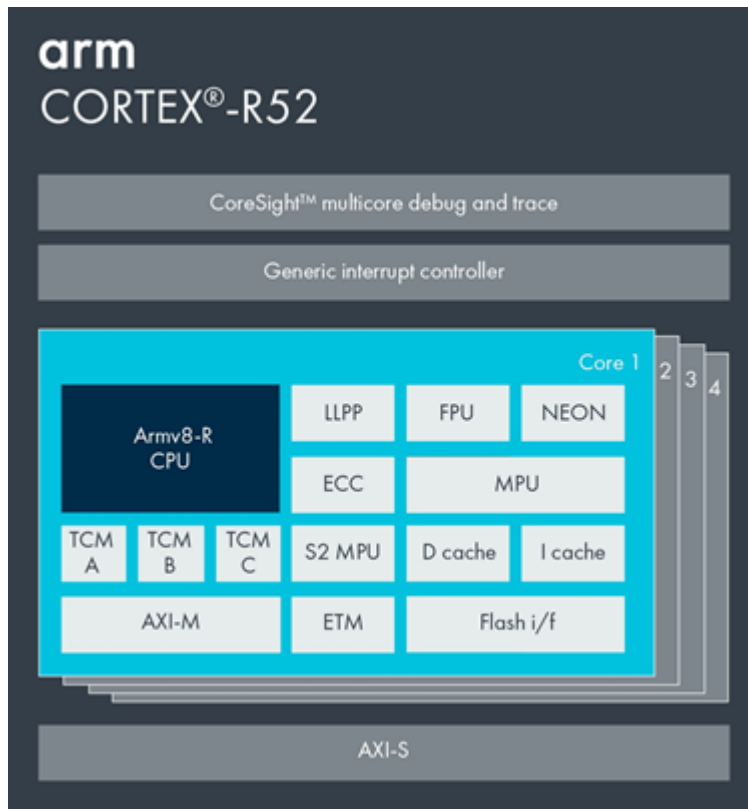 arm
CORTEX®-R52
CoreSight™ multicore debug and trace
Generic interrupt controller
Core 1
2
3
4
Armv8-R
CPU
LLPP
FPU
NEON
ECC
MPU
TCM
A
TCM
B
TCM
C
S2 MPU
D cache
I cache
AXI-M
ETM
Flash i/f
AXI-S